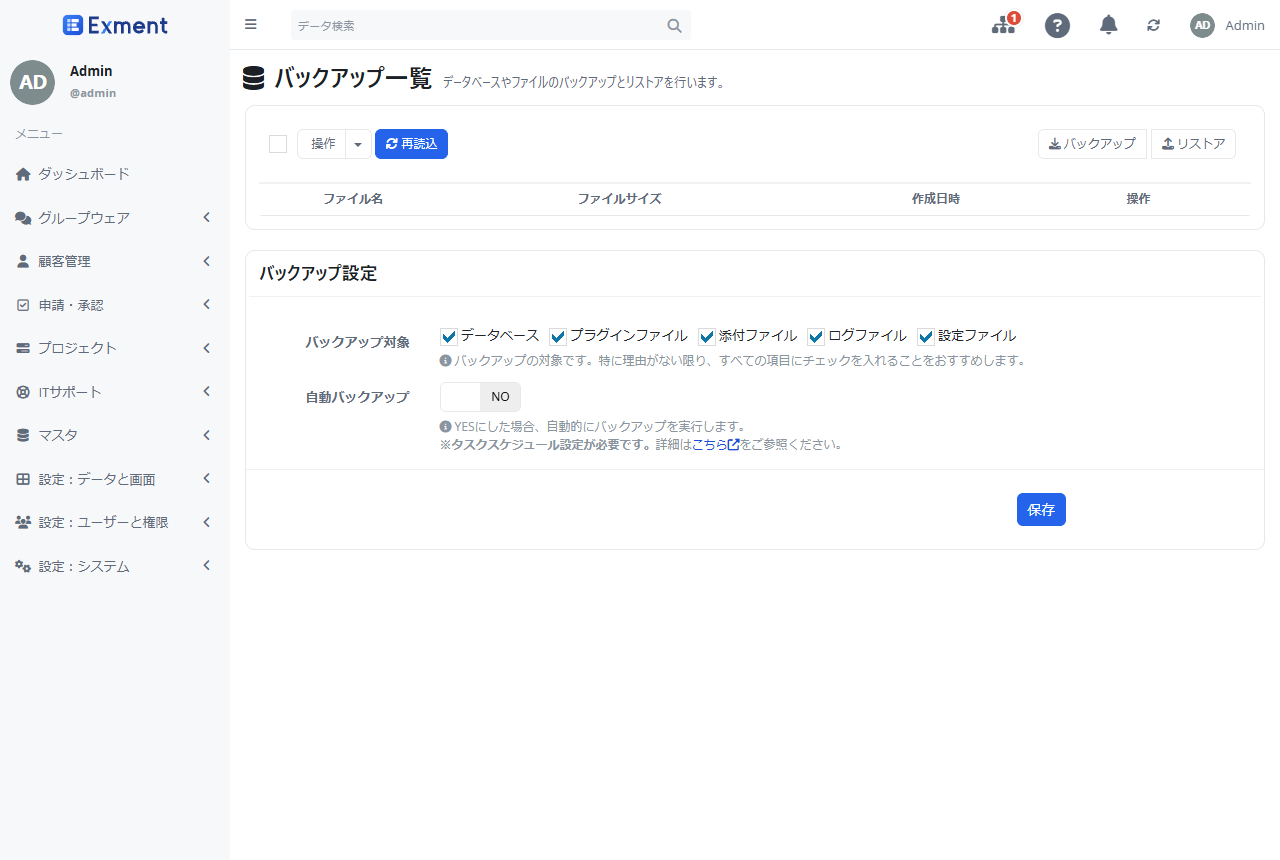 Exment
データ検索
1
?
AD
Admin
AD
Admin
@admin
メニュー
ダッシュボード
グループウェア
顧客管理
申請・承認
プロジェクト
ITサポート
マスタ
設定：データと画面
設定：ユーザーと権限
設定：システム
バックアップ一覧 データベースやファイルのバックアップとリストアを行います。
操作
再読込
バックアップ
リストア
ファイル名 ファイルサイズ 作成日時 操作
バックアップ設定
バックアップ対象
データベース プラグインファイル 添付ファイル ログファイル 設定ファイル
バックアップの対象です。特に理由がない限り、すべての項目にチェックを入れることをおすすめします。
自動バックアップ
NO
YESにした場合、自動的にバックアップを実行します。
※タスクスケジュール設定が必要です。詳細はこちらをご参照ください。
保存